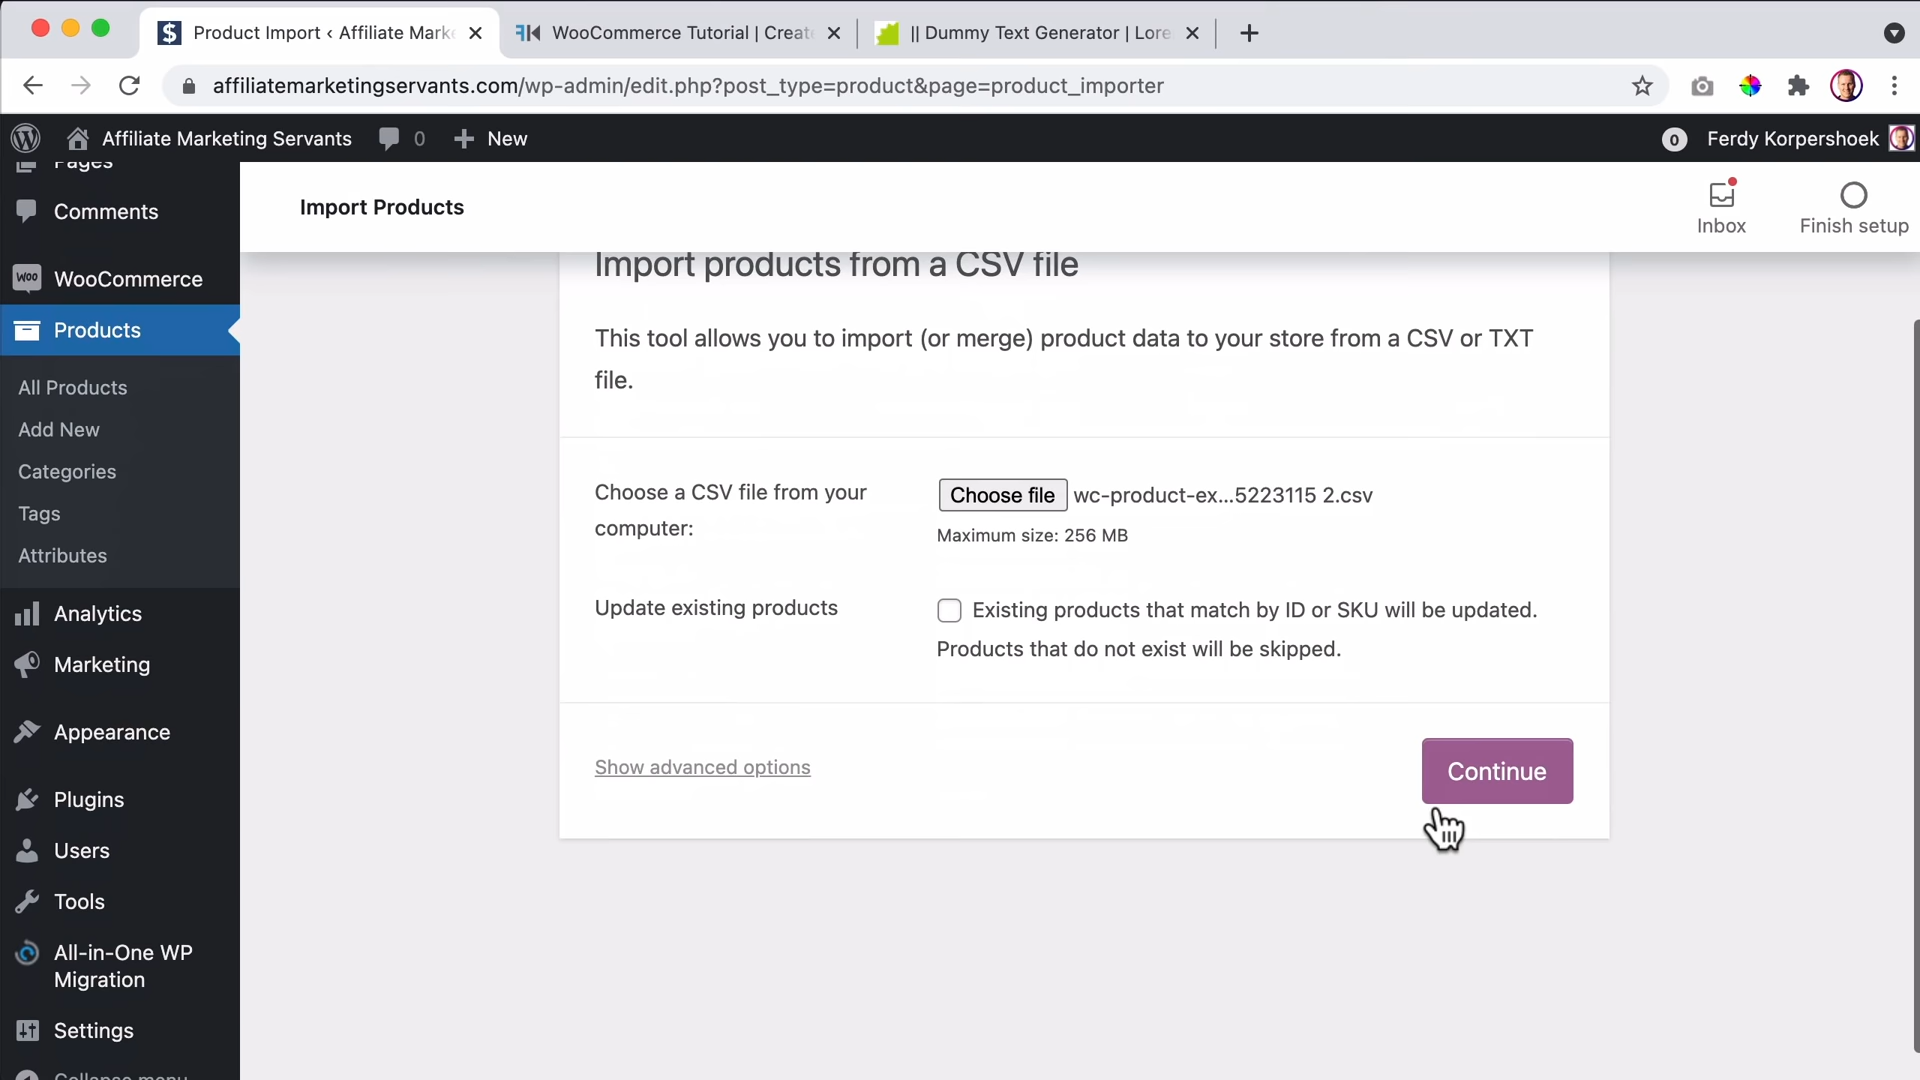 Product Import ‹ Affiliate Marke
WooCommerce Tutorial | Creat
|| Dummy Text Generator | Lore
affiliatemarketingservants.com/wp-admin/edit.php?post_type=product&page=product_importer
Affiliate Marketing Servants
0
New
0
Ferdy Korpershoek
Pages
Comments
WooCommerce
Products
All Products
Add New
Categories
Tags
Attributes
Analytics
Marketing
Appearance
Plugins
Users
Tools
All-in-One WP
Migration
Settings
Collapse menu
Import Products
Inbox
Finish setup
Import products from a CSV file
This tool allows you to import (or merge) product data to your store from a CSV or TXT
file.
Choose a CSV file from your
computer:
Choose file wc-product-ex...5223115 2.csv
Maximum size: 256 MB
Update existing products
Existing products that match by ID or SKU will be updated.
Products that do not exist will be skipped.
Show advanced options
Continue